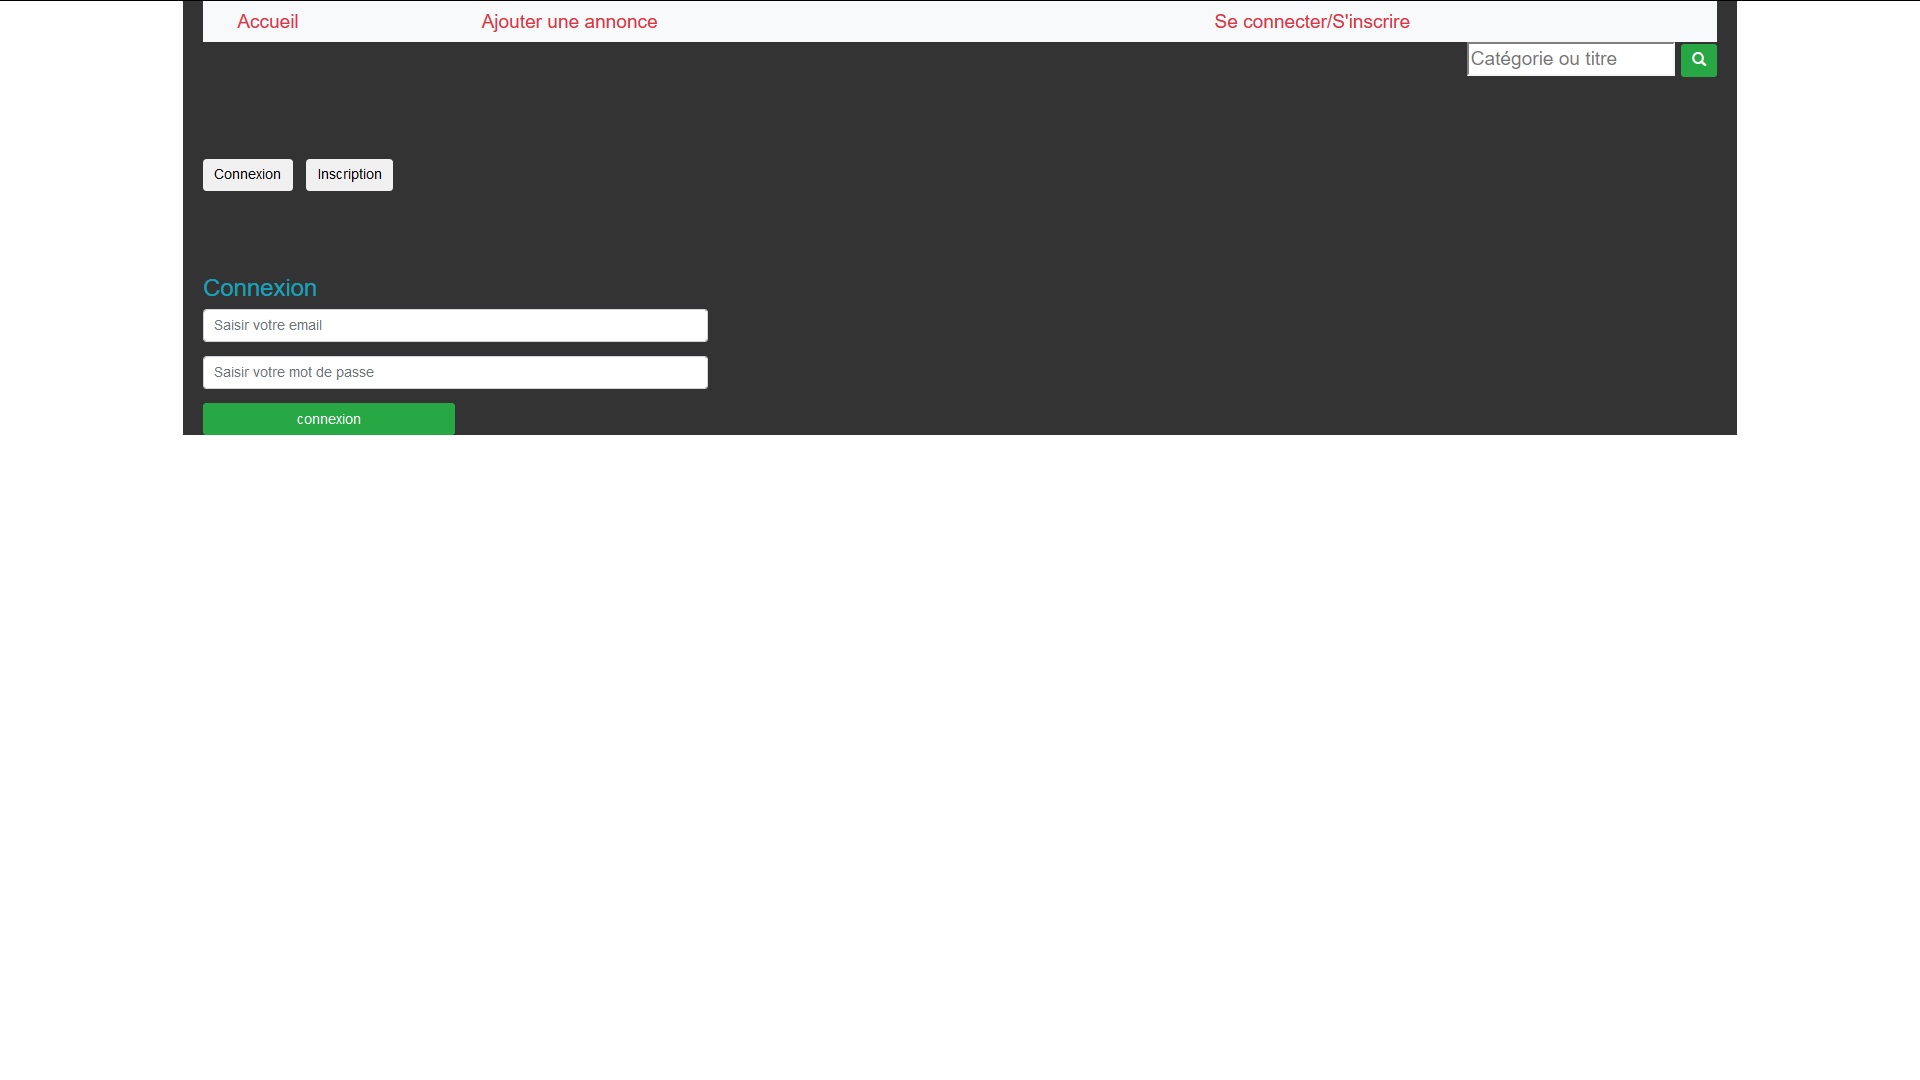 Accueil Ajouter une annonce Se connecter/S'inscrire
Catégorie ou titre
Connexion Inscription
Connexion
Saisir votre email
Saisir votre mot de passe
connexion